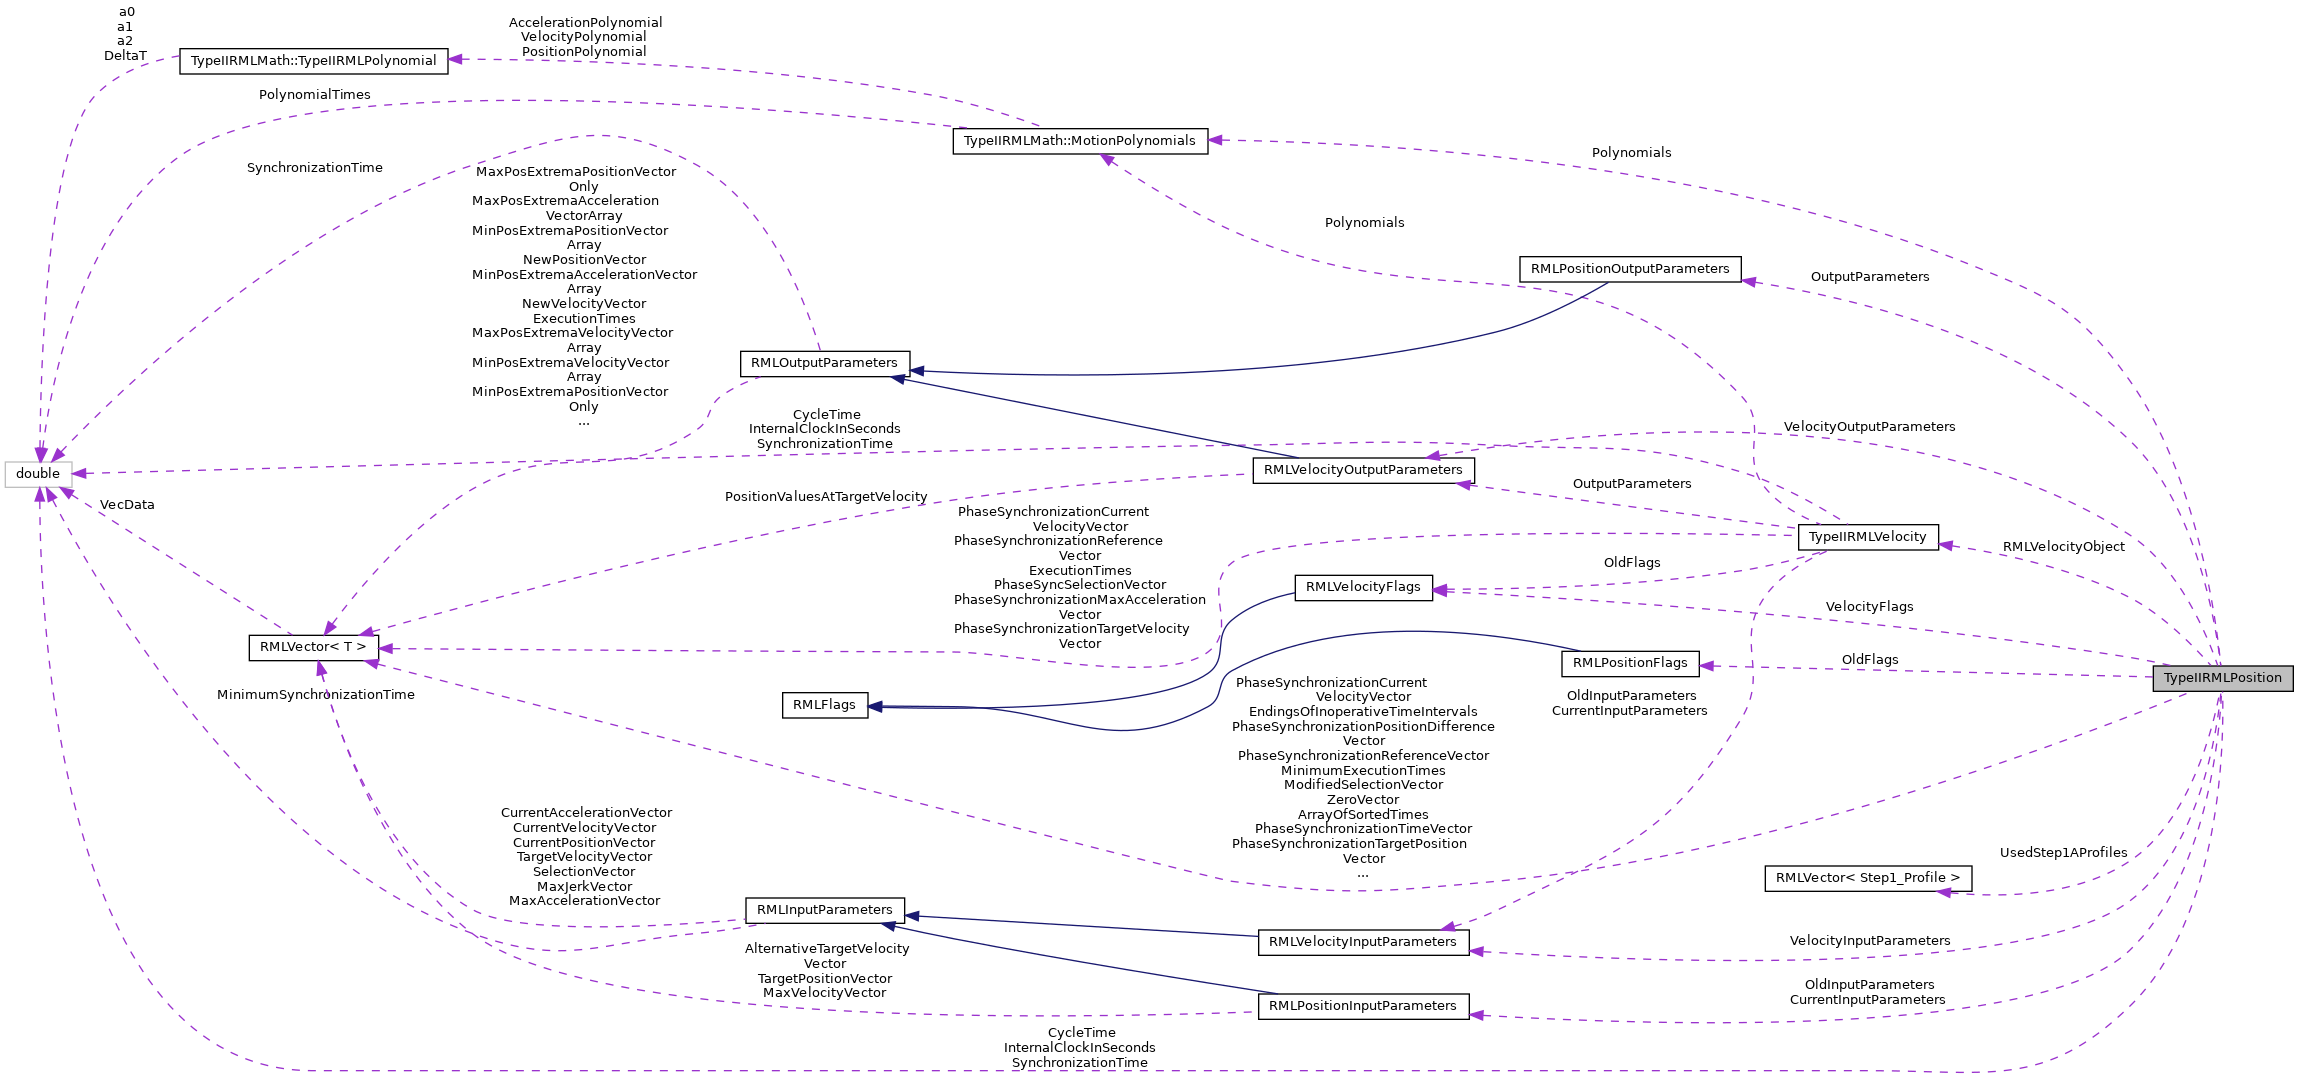 a0
a1
a2
DeltaT
TypeIIRMLMath::TypeIIRMLPolynomial
AccelerationPolynomial
VelocityPolynomial
PositionPolynomial
PolynomialTimes
TypeIIRMLMath::MotionPolynomials
Polynomials
SynchronizationTime
MaxPosExtremaPositionVector
Only
MaxPosExtremaAcceleration
VectorArray
MinPosExtremaPositionVector
Array
NewPositionVector
MinPosExtremaAccelerationVector
Array
NewVelocityVector
ExecutionTimes
MaxPosExtremaVelocityVector
Array
MinPosExtremaVelocityVector
Array
MinPosExtremaPositionVector
Only
...
Polynomials
RMLPositionOutputParameters
OutputParameters
RMLOutputParameters
CycleTime
InternalClockInSeconds
SynchronizationTime
VelocityOutputParameters
double
RMLVelocityOutputParameters
OutputParameters
VecData
PositionValuesAtTargetVelocity
PhaseSynchronizationCurrent
VelocityVector
PhaseSynchronizationReference
Vector
ExecutionTimes
PhaseSyncSelectionVector
PhaseSynchronizationMaxAcceleration
Vector
PhaseSynchronizationTargetVelocity
Vector
TypeIIRMLVelocity
RMLVelocityObject
OldFlags
RMLVelocityFlags
VelocityFlags
RMLVector< T >
RMLPositionFlags
OldFlags
TypeIIRMLPosition
MinimumSynchronizationTime
RMLFlags
OldInputParameters
CurrentInputParameters
PhaseSynchronizationCurrent
VelocityVector
EndingsOfInoperativeTimeIntervals
PhaseSynchronizationPositionDifference
Vector
PhaseSynchronizationReferenceVector
MinimumExecutionTimes
ModifiedSelectionVector
ZeroVector
ArrayOfSortedTimes
PhaseSynchronizationTimeVector
PhaseSynchronizationTargetPosition
Vector
...
CurrentAccelerationVector
CurrentVelocityVector
CurrentPositionVector
TargetVelocityVector
SelectionVector
MaxJerkVector
MaxAccelerationVector
UsedStep1AProfiles
RMLVector< Step1_Profile >
RMLInputParameters
RMLVelocityInputParameters
VelocityInputParameters
AlternativeTargetVelocity
Vector
TargetPositionVector
MaxVelocityVector
RMLPositionInputParameters
OldInputParameters
CurrentInputParameters
CycleTime
InternalClockInSeconds
SynchronizationTime